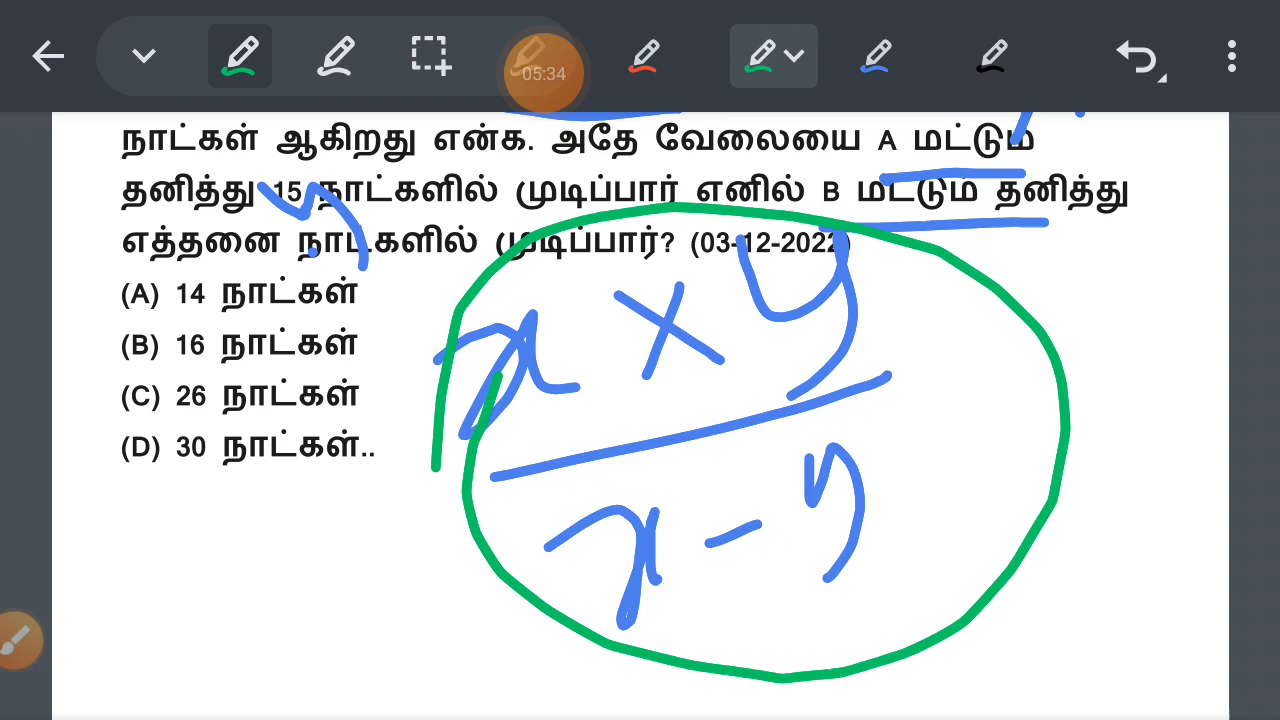 05:34
நாட்கள் ஆகிறது என்க. அதே வேலையை A மட்டும்
தனித்து 15 நாட்களில் முடிப்பார் எனில் B மட்டும் தனித்து
எத்தனை நாட்களில் முடிப்பார்? (03-12-2022)
(A) 14 நாட்கள்
(B) 16 நாட்கள்
(C) 26 நாட்கள்
(D) 30 நாட்கள்..
x × y
x - y